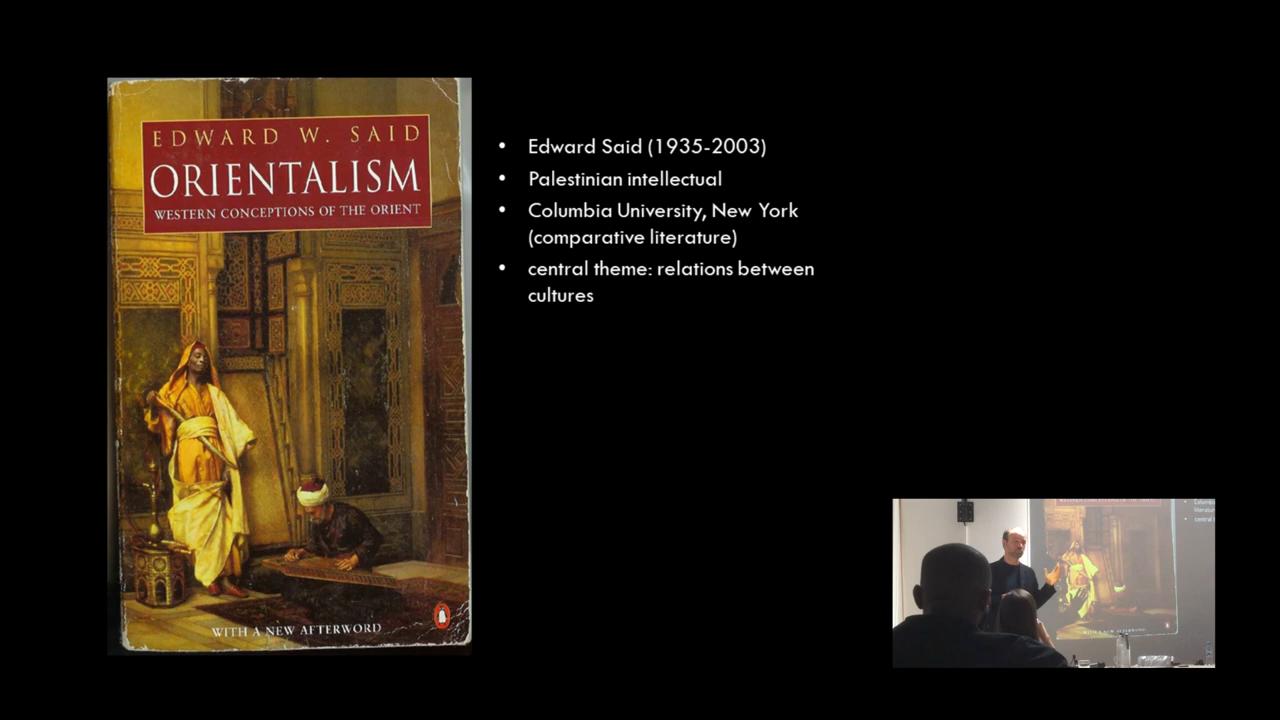 EDWARD W. SAID
ORIENTALISM
WESTERN CONCEPTIONS OF THE ORIENT
WITH A NEW AFTERWORD
• Edward Said (1935-2003)
• Palestinian intellectual
• Columbia University, New York
(comparative literature)
• central theme: relations between
cultures